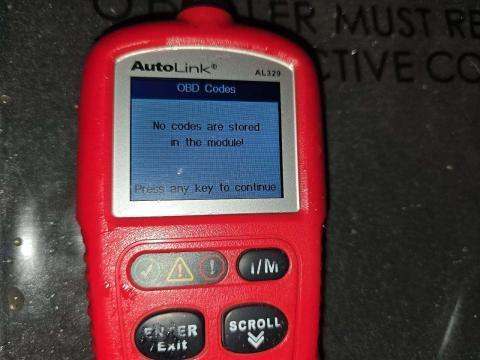 DEALER MUST RE
CTIVE CO
AutoLink®
AL329
OBD Codes
No codes are stored
in the module!
Press any key to continue
I/M
ENTER
/Exit
SCROLL